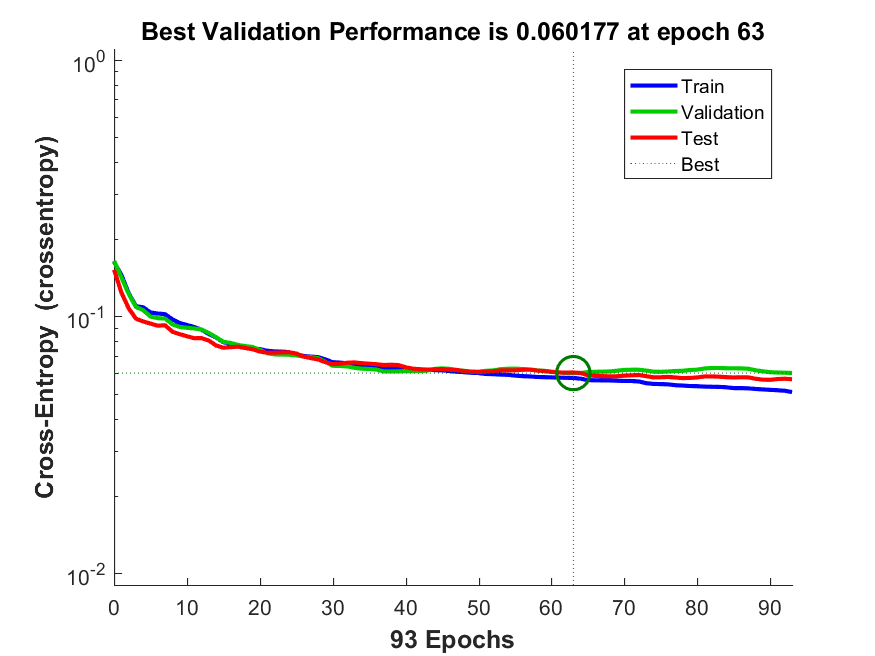 Best Validation Performance is 0.060177 at epoch 63
Cross-Entropy (crossentropy)
10^0
10^-1
10^-2
Train
Validation
Test
Best
0 10 20 30 40 50 60 70 80 90
93 Epochs